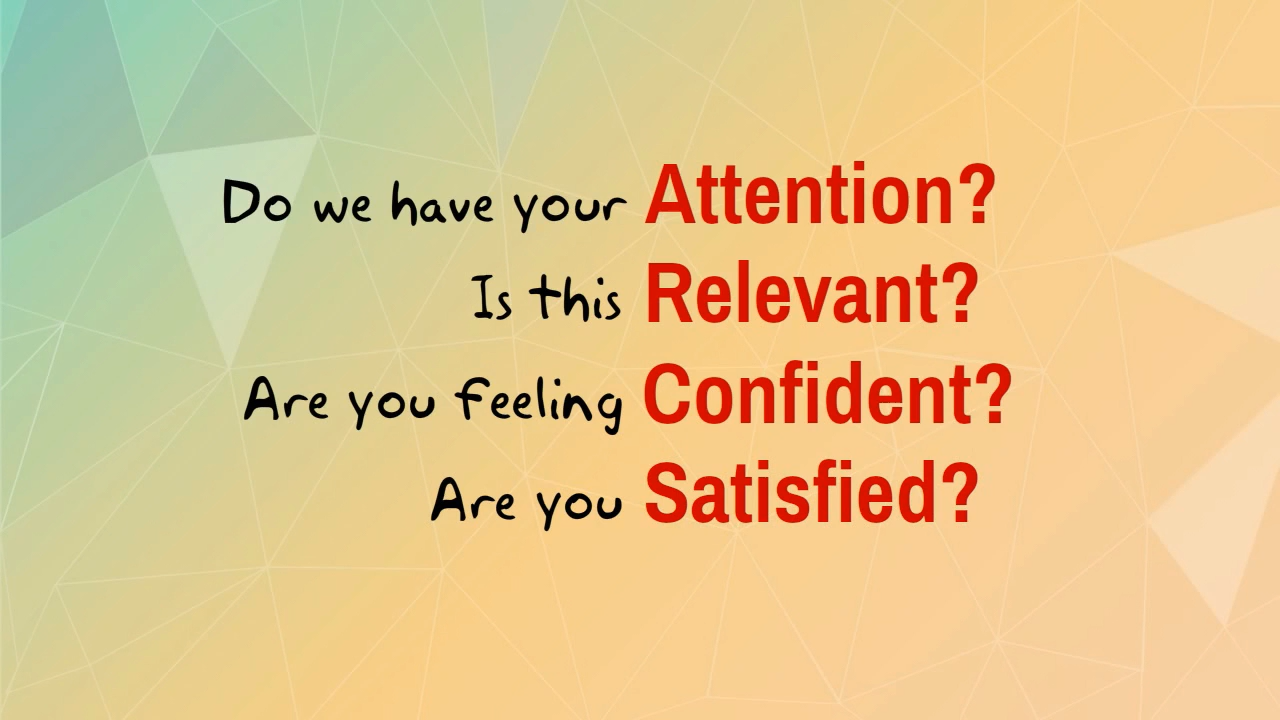 Do we have your Attention?
Is this Relevant?
Are you feeling Confident?
Are you Satisfied?